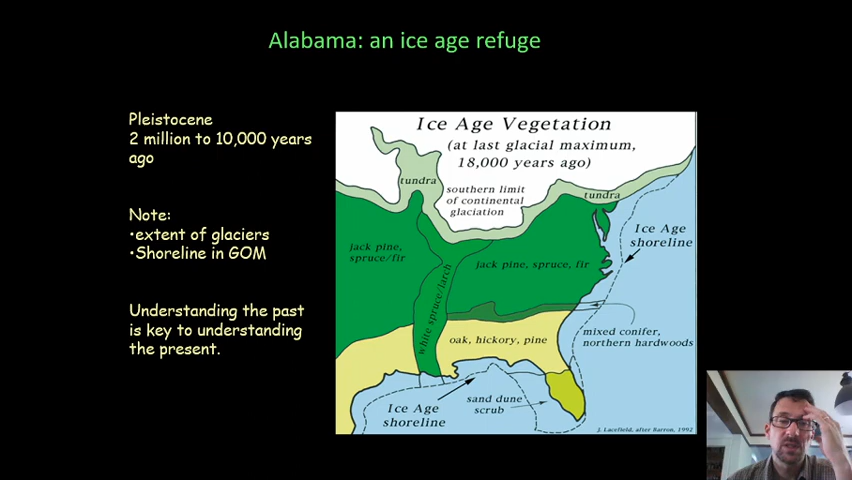 Alabama: an ice age refuge
Pleistocene
2 million to 10,000 years
ago
Note:
•extent of glaciers
•Shoreline in GOM
Understanding the past
is key to understanding
the present.
Ice Age Vegetation
(at last glacial maximum,
18,000 years ago)
tundra
southern limit
of continental
glaciation
tundra
Ice Age
shoreline
jack pine,
spruce/fir
jack pine, spruce, fir
white spruce/larch
oak, hickory, pine
mixed conifer,
northern hardwoods
sand dune
scrub
Ice Age
shoreline
J. Lacefield, after Barron, 1992